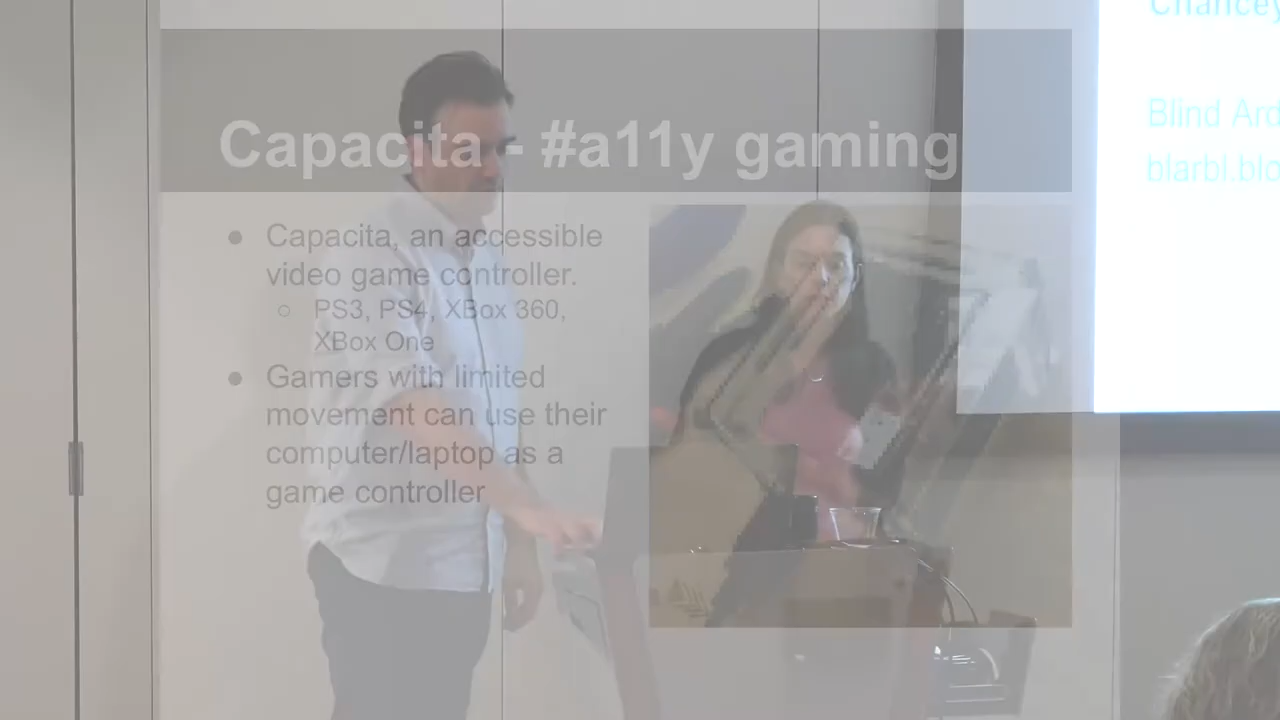 Capacita - #a11y gaming
● Capacita, an accessible
video game controller.
○ PS3, PS4, XBox 360,
XBox One
● Gamers with limited
movement can use their
computer/laptop as a
game controller
Chancey
Blind Ard
blarbl.blo